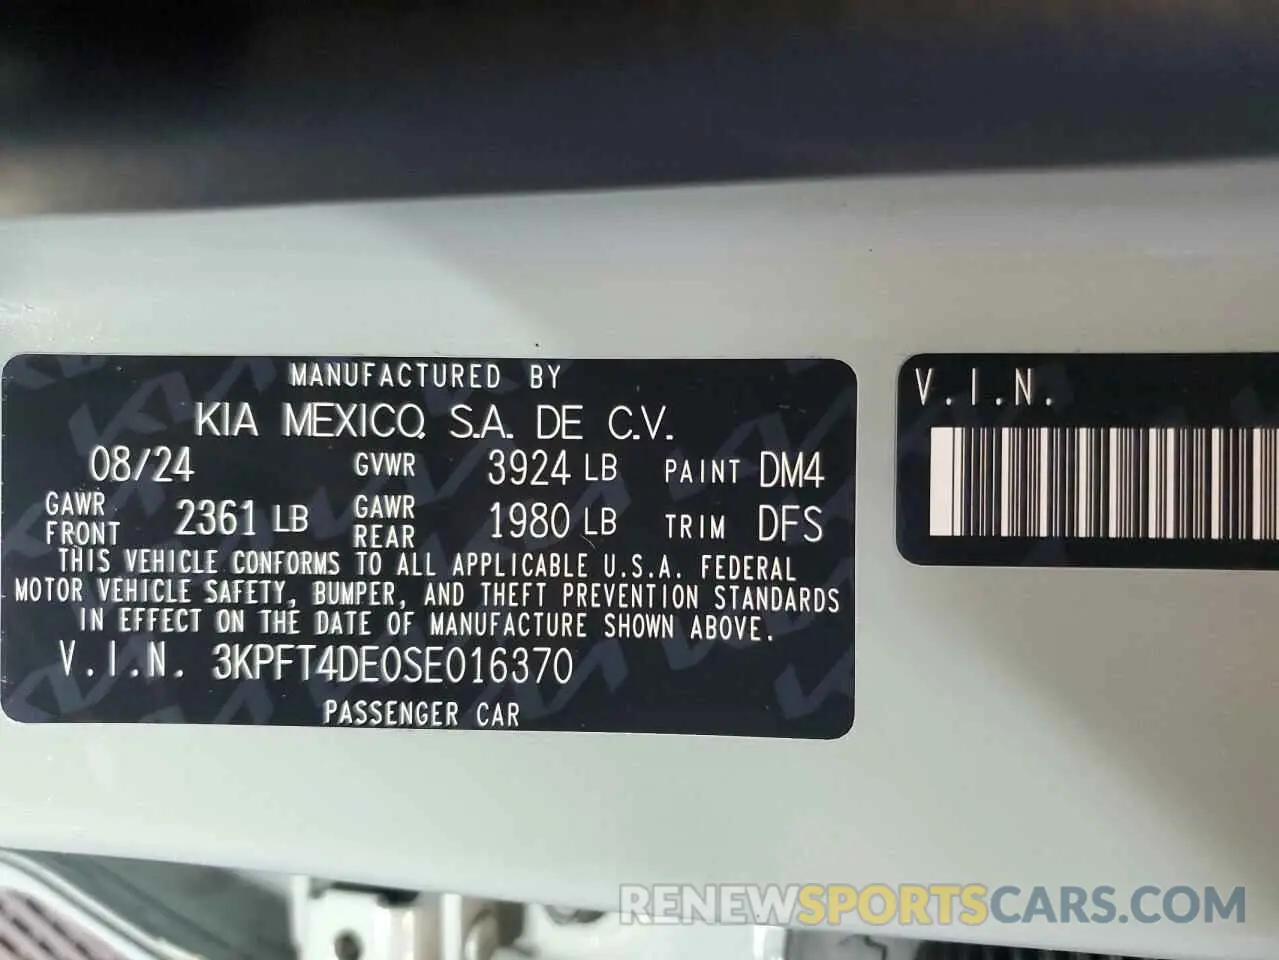 MANUFACTURED BY
KIA MEXICO, S.A. DE C.V.
08/24 GVWR 3924 LB PAINT DM4
GAWR FRONT 2361 LB GAWR REAR 1980 LB TRIM DFS
THIS VEHICLE CONFORMS TO ALL APPLICABLE U.S.A. FEDERAL
MOTOR VEHICLE SAFETY, BUMPER, AND THEFT PREVENTION STANDARDS
IN EFFECT ON THE DATE OF MANUFACTURE SHOWN ABOVE.
V.I.N. 3KPFT4DE0SE016370
PASSENGER CAR
V.I.N.
RENEWSPORTSCARS.COM